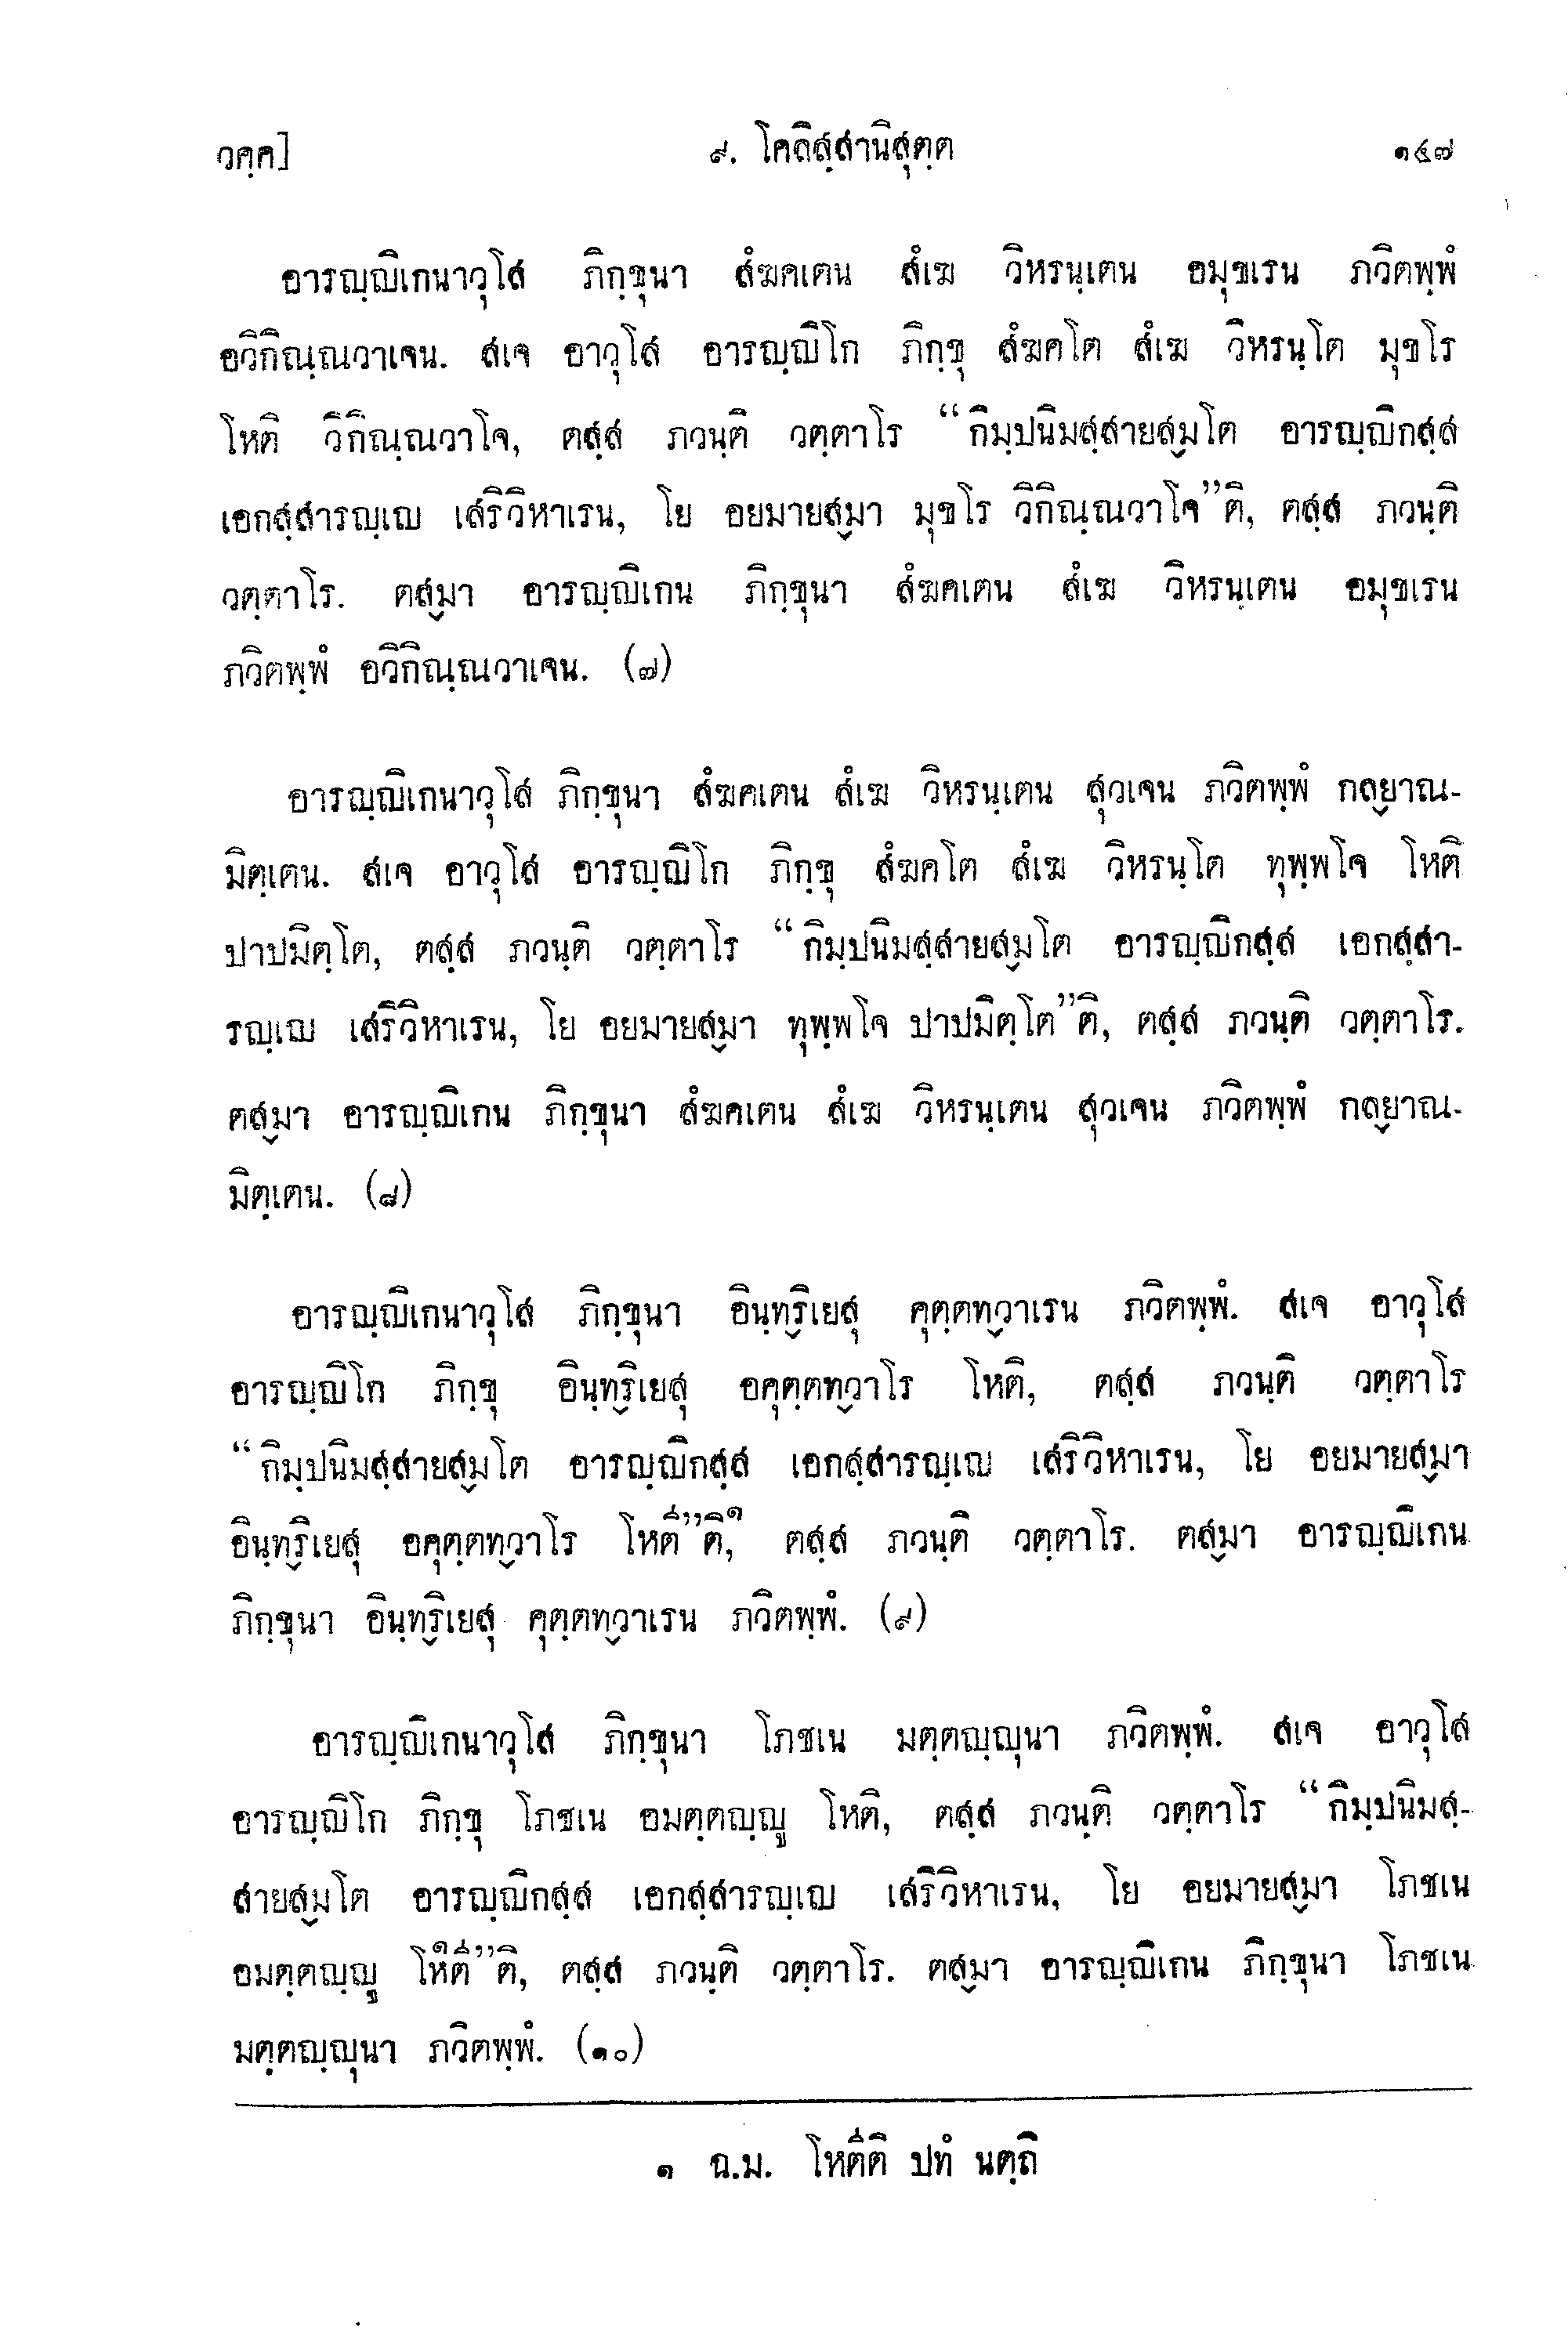 วคฺค]
๙. โคลิสฺสานิสุตฺต
๑๔๗
อารญฺญิเกนาวุโส ภิกฺขุนา สํฆคเตน สํเฆ วิหรนฺเตน อมุขเรน ภวิตพฺพํ
อวิกิณฺณวาเจน. สเจ อาวุโส อารญฺญิโก ภิกฺขุ สํฆคโต สํเฆ วิหรนฺโต มุขโร
โหติ วิกิณฺณวาโจ, ตสฺส ภวนฺติ วตฺตาโร “กิมฺปนิมสฺสายสฺมโต อารญฺญิกสฺส
เอกสฺสารญฺเญ เสริวิหาเรน, โย อยมายสฺมา มุขโร วิกิณฺณวาโจ”ติ, ตสฺส ภวนฺติ
วตฺตาโร. ตสฺมา อารญฺญิเกน ภิกฺขุนา สํฆคเตน สํเฆ วิหรนฺเตน อมุขเรน
ภวิตพฺพํ อวิกิณฺณวาเจน. (๗)
อารญฺญิเกนาวุโส ภิกฺขุนา สํฆคเตน สํเฆ วิหรนฺเตน สุวเจน ภวิตพฺพํ กลฺยาณ-
มิตฺเตน. สเจ อาวุโส อารญฺญิโก ภิกฺขุ สํฆคโต สํเฆ วิหรนฺโต ทุพฺพโจ โหติ
ปาปมิตฺโต, ตสฺส ภวนฺติ วตฺตาโร “กิมฺปนิมสฺสายสฺมโต อารญฺญิกสฺส เอกสฺสา-
รญฺเญ เสริวิหาเรน, โย อยมายสฺมา ทุพฺพโจ ปาปมิตฺโต”ติ, ตสฺส ภวนฺติ วตฺตาโร.
ตสฺมา อารญฺญิเกน ภิกฺขุนา สํฆคเตน สํเฆ วิหรนฺเตน สุวเจน ภวิตพฺพํ กลฺยาณ-
มิตฺเตน. (๘)
อารญฺญิเกนาวุโส ภิกฺขุนา อินฺทฺริเยสุ คุตฺตทฺวาเรน ภวิตพฺพํ. สเจ อาวุโส
อารญฺญิโก ภิกฺขุ อินฺทฺริเยสุ อคุตฺตทฺวาโร โหติ, ตสฺส ภวนฺติ วตฺตาโร
“กิมฺปนิมสฺสายสฺมโต อารญฺญิกสฺส เอกสฺสารญฺเญ เสริวิหาเรน, โย อยมายสฺมา
อินฺทฺริเยสุ อคุตฺตทฺวาโร โหตี”ติ,๑ ตสฺส ภวนฺติ วตฺตาโร. ตสฺมา อารญฺญิเกน
ภิกฺขุนา อินฺทฺริเยสุ คุตฺตทฺวาเรน ภวิตพฺพํ. (๙)
อารญฺญิเกนาวุโส ภิกฺขุนา โภชเน มตฺตญฺญุนา ภวิตพฺพํ. สเจ อาวุโส
อารญฺญิโก ภิกฺขุ โภชเน อมตฺตญฺญู โหติ, ตสฺส ภวนฺติ วตฺตาโร “กิมฺปนิมสฺ-
สายสฺมโต อารญฺญิกสฺส เอกสฺสารญฺเญ เสริวิหาเรน, โย อยมายสฺมา โภชเน
อมตฺตญฺญู โห๑ตี”ติ, ตสฺส ภวนฺติ วตฺตาโร. ตสฺมา อารญฺญิเกน ภิกฺขุนา โภชเน
มตฺตญฺญุนา ภวิตพฺพํ. (๑๐)
๑ ฉ.ม. โหตีติ ปทํ นตฺถิ